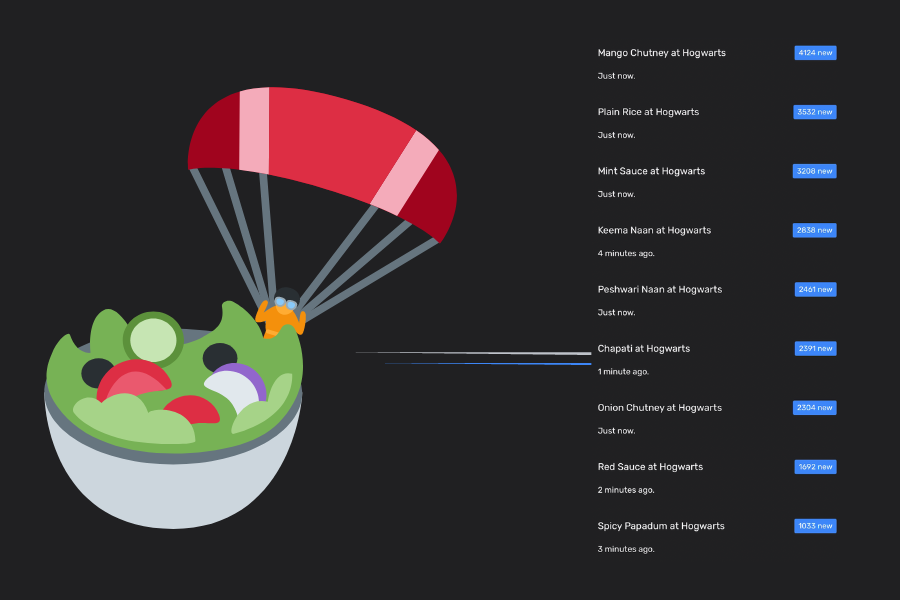 Mango Chutney at Hogwarts 4124 new
Just now.
Plain Rice at Hogwarts 3532 new
Just now.
Mint Sauce at Hogwarts 3208 new
Just now.
Keema Naan at Hogwarts 2838 new
4 minutes ago.
Peshwari Naan at Hogwarts 2461 new
Just now.
Chapati at Hogwarts 2391 new
1 minute ago.
Onion Chutney at Hogwarts 2304 new
Just now.
Red Sauce at Hogwarts 1692 new
2 minutes ago.
Spicy Papadum at Hogwarts 1033 new
3 minutes ago.